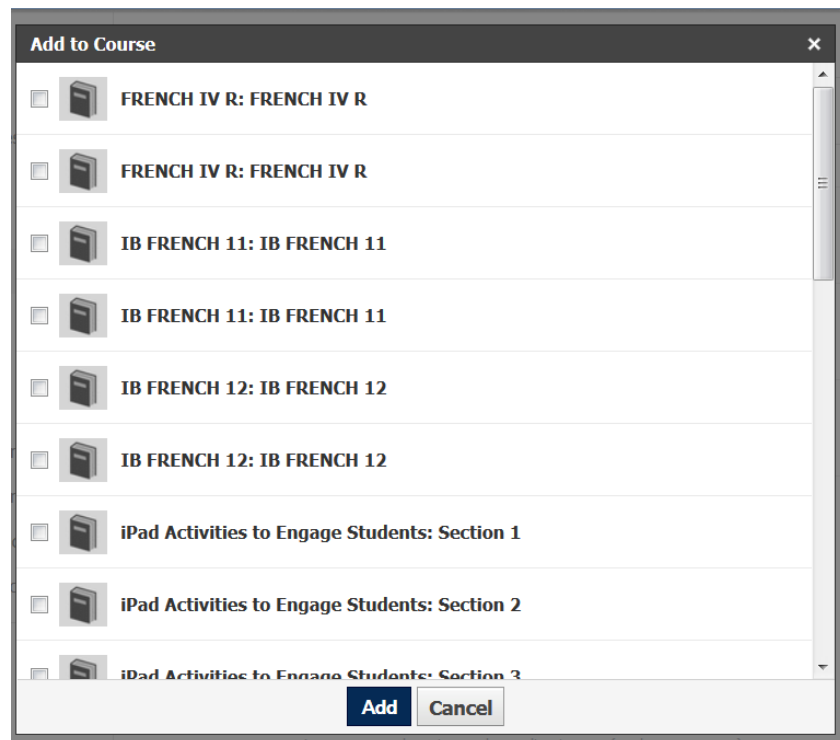 Add to Course
FRENCH IV R: FRENCH IV R
FRENCH IV R: FRENCH IV R
IB FRENCH 11: IB FRENCH 11
IB FRENCH 11: IB FRENCH 11
IB FRENCH 12: IB FRENCH 12
IB FRENCH 12: IB FRENCH 12
iPad Activities to Engage Students: Section 1
iPad Activities to Engage Students: Section 2
iPad Activities to Engage Students: Section 3
Add Cancel